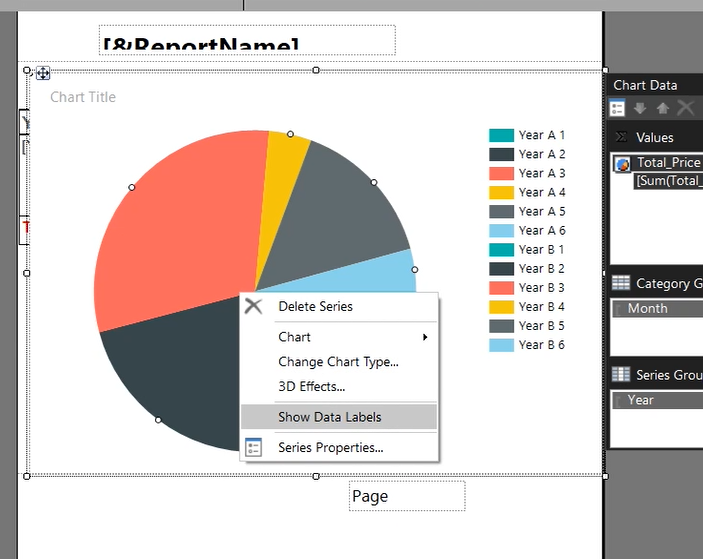 [&ReportName]
Chart Title
Year A 1
Year A 2
Year A 3
Year A 4
Year A 5
Year A 6
Year B 1
Year B 2
Year B 3
Year B 4
Year B 5
Year B 6
Delete Series
Chart
Change Chart Type...
3D Effects...
Show Data Labels
Series Properties...
Page
Chart Data
Values
Total_Price
[Sum(Total_
Category G
Month
Series Grou
Year